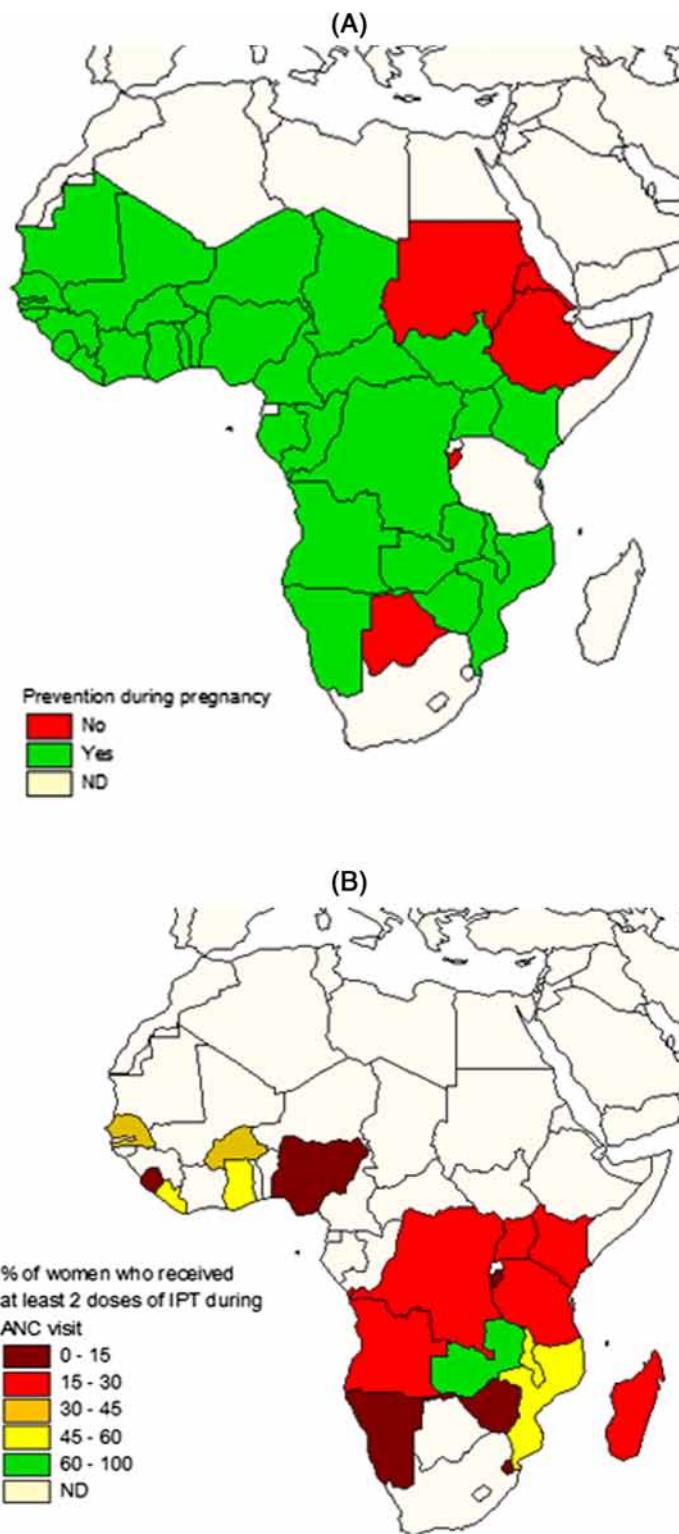 (A)
Prevention during pregnancy
No
Yes
ND
(B)
% of women who received
at least 2 doses of IPT during
ANC visit
0 - 15
15 - 30
30 - 45
45 - 60
60 - 100
ND